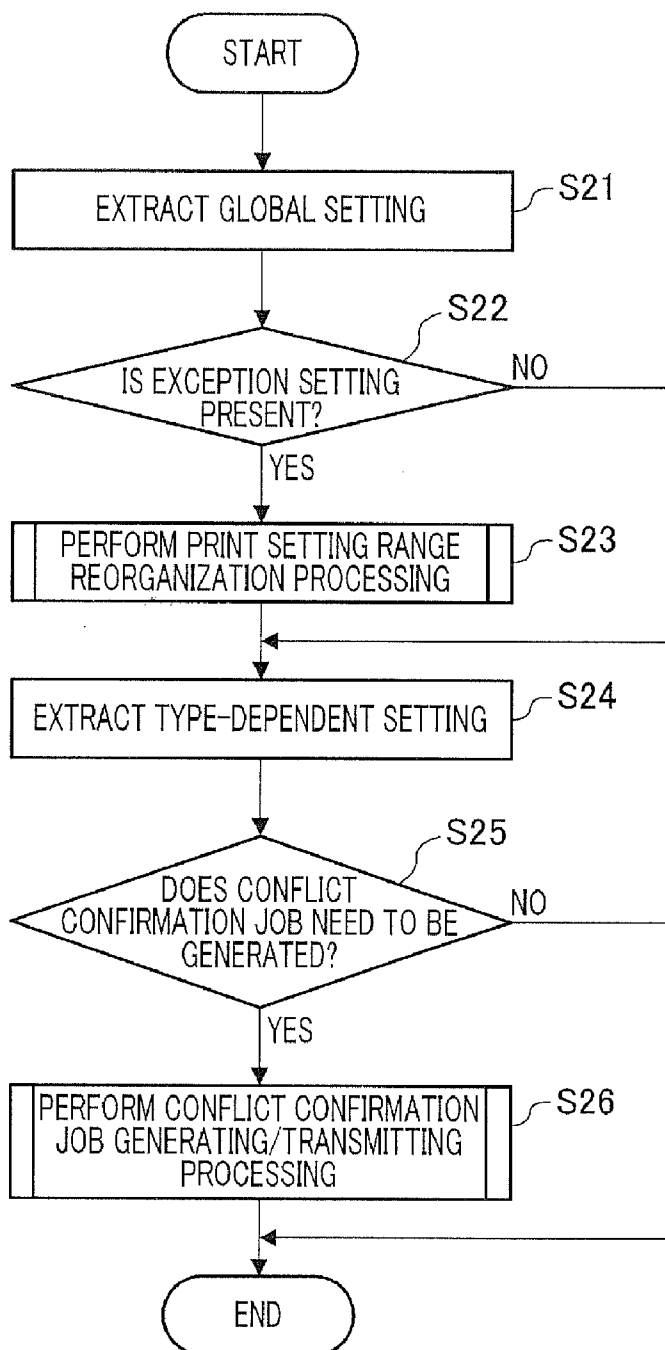 START
EXTRACT GLOBAL SETTING
S21
S22
IS EXCEPTION SETTING
PRESENT?
NO
YES
PERFORM PRINT SETTING RANGE
REORGANIZATION PROCESSING
S23
EXTRACT TYPE-DEPENDENT SETTING
S24
S25
DOES CONFLICT
CONFIRMATION JOB NEED TO BE
GENERATED?
NO
YES
PERFORM CONFLICT CONFIRMATION
JOB GENERATING/TRANSMITTING
PROCESSING
S26
END